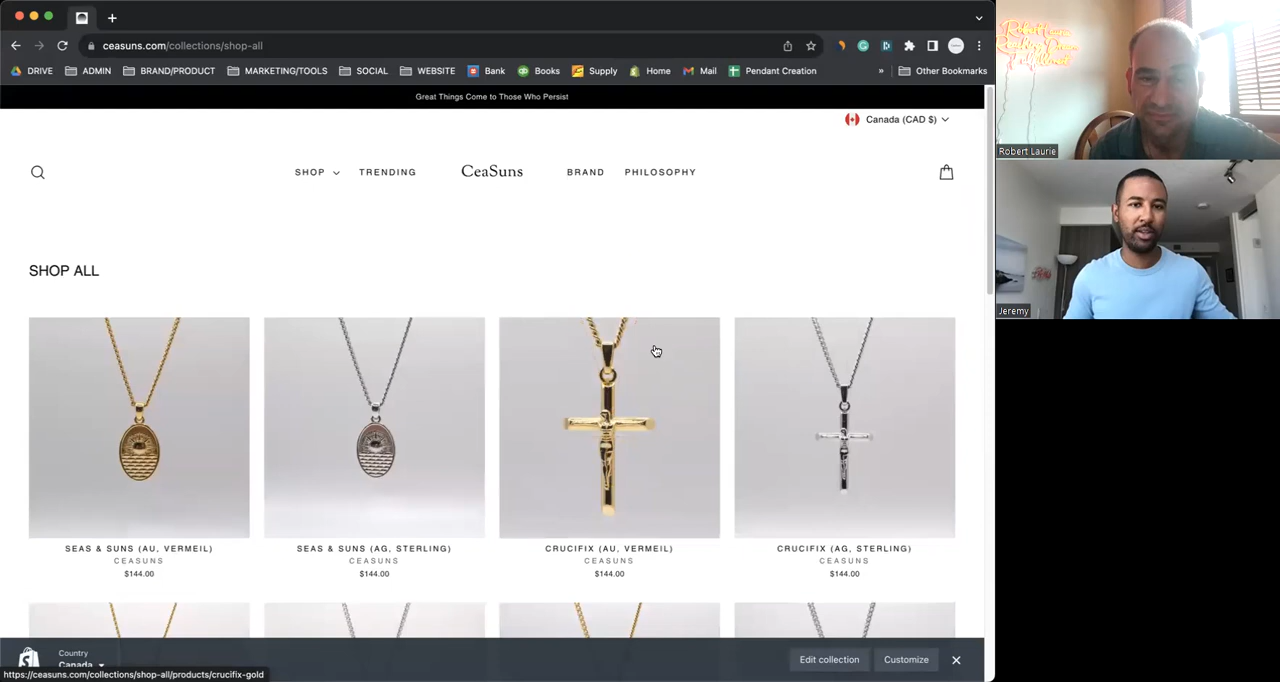 ceasuns.com/collections/shop-all
DRIVE ADMIN BRAND/PRODUCT MARKETING/TOOLS SOCIAL WEBSITE Bank Books Supply Home Mail Pendant Creation » Other Bookmarks
Great Things Come to Those Who Persist
Canada (CAD $)
SHOP TRENDING CeaSuns BRAND PHILOSOPHY
SHOP ALL
SEAS & SUNS (AU, VERMEIL)
CEASUNS
$144.00
SEAS & SUNS (AG, STERLING)
CEASUNS
$144.00
CRUCIFIX (AU, VERMEIL)
CEASUNS
$144.00
CRUCIFIX (AG, STERLING)
CEASUNS
$144.00
Country
Canada
Edit collection Customize
https://ceasuns.com/collections/shop-all/products/crucifix-gold
Robert Laurie
Robert Laurie
Jeremy